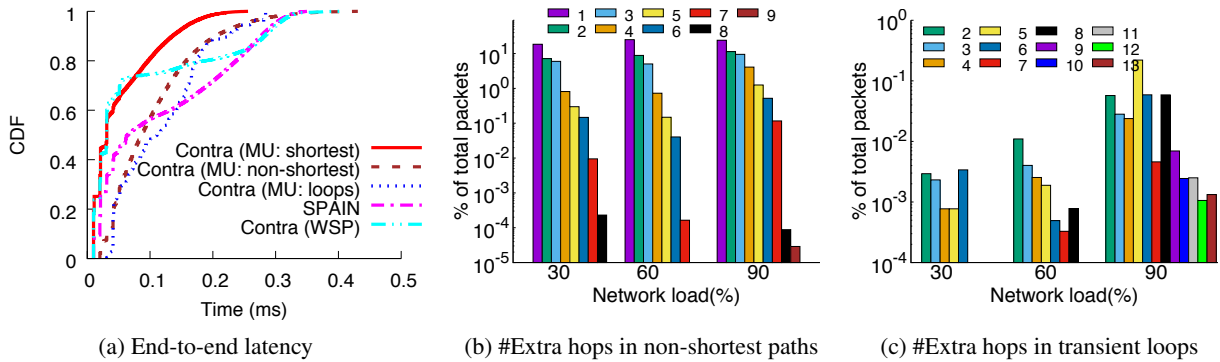 CDF
1
0.8
0.6
0.4
0.2
0
0 0.1 0.2 0.3 0.4 0.5
Time (ms)
Contra (MU: shortest)
Contra (MU: non-shortest)
Contra (MU: loops)
SPAIN
Contra (WSP)
(a) End-to-end latency
% of total packets
10^1%
10^0%
10^-1%
10^-2%
10^-3%
10^-4%
10^-5%
1 3 5 7 9
2 4 6 8
30 60 90
Network load(%)
(b) #Extra hops in non-shortest paths
% of total packets
10^0%
10^-1%
10^-2%
10^-3%
10^-4%
2 5 8 11
3 6 9 12
4 7 10 13
30 60 90
Network load(%)
(c) #Extra hops in transient loops